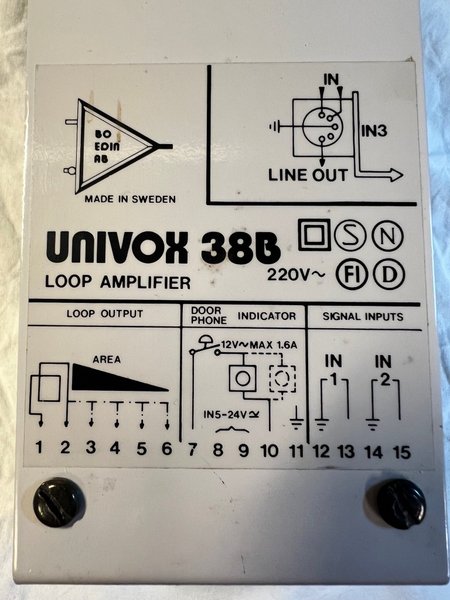 BO
EDIN
AB
MADE IN SWEDEN
IN
IN3
LINE OUT
UNIVOX 38B
LOOP AMPLIFIER
S N
220V~ FI D
LOOP OUTPUT
DOOR PHONE INDICATOR
SIGNAL INPUTS
AREA
12V~MAX 1.6A
IN 1
IN 2
IN5-24V≃
1 2 3 4 5 6 7 8 9 10 11 12 13 14 15